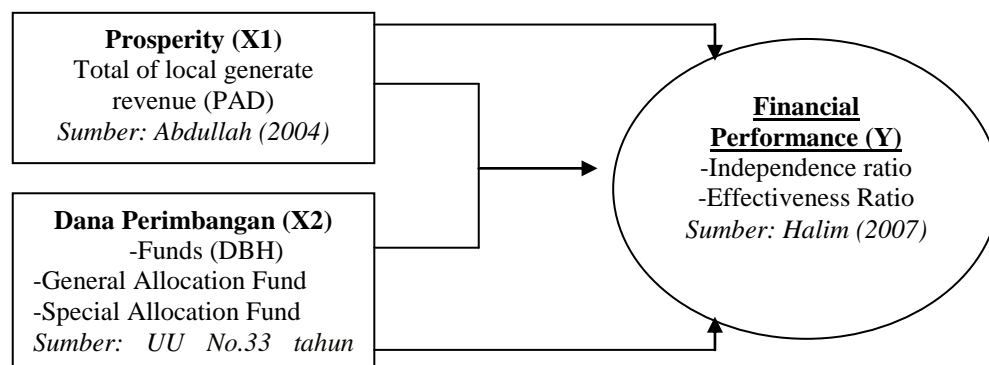 Prosperity (X1)
Total of local generate
revenue (PAD)
Sumber: Abdullah (2004)
Dana Perimbangan (X2)
-Funds (DBH)
-General Allocation Fund
-Special Allocation Fund
Sumber: UU No.33 tahun
Financial
Performance (Y)
-Independence ratio
-Effectiveness Ratio
Sumber: Halim (2007)